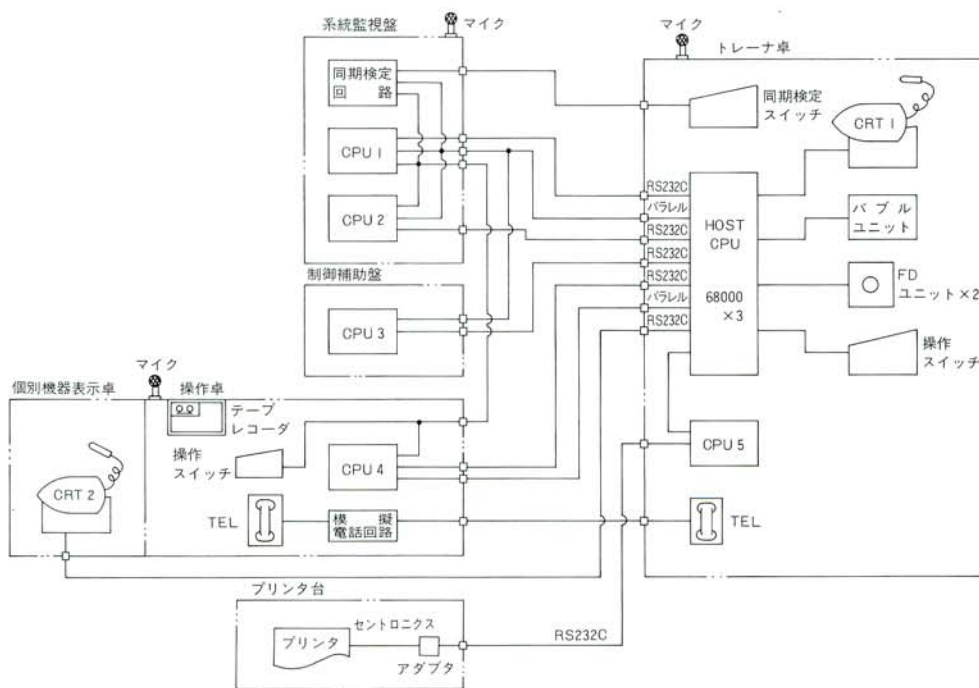 系統監視盤
マイク
同期検定
回 路
CPU 1
CPU 2
制御補助盤
CPU 3
マイク
トレーナ卓
同期検定
スイッチ
CRT 1
RS232C
パラレル
RS232C
RS232C
RS232C
パラレル
RS232C
HOST
CPU
68000
×3
バブル
ユニット
FD
ユニット×2
操作
スイッチ
CPU 5
TEL
個別機器表示卓
マイク
操作卓
テープ
レコーダ
操作
スイッチ
CPU 4
CRT 2
TEL
模 擬
電話回路
プリンタ台
プリンタ
セントロニクス
アダプタ
RS232C